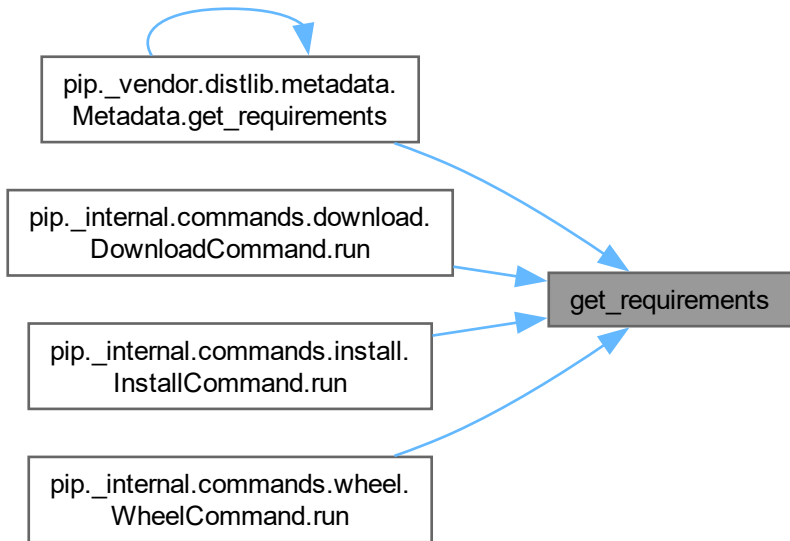 pip._vendor.distlib.metadata.
Metadata.get_requirements
pip._internal.commands.download.
DownloadCommand.run
get_requirements
pip._internal.commands.install.
InstallCommand.run
pip._internal.commands.wheel.
WheelCommand.run